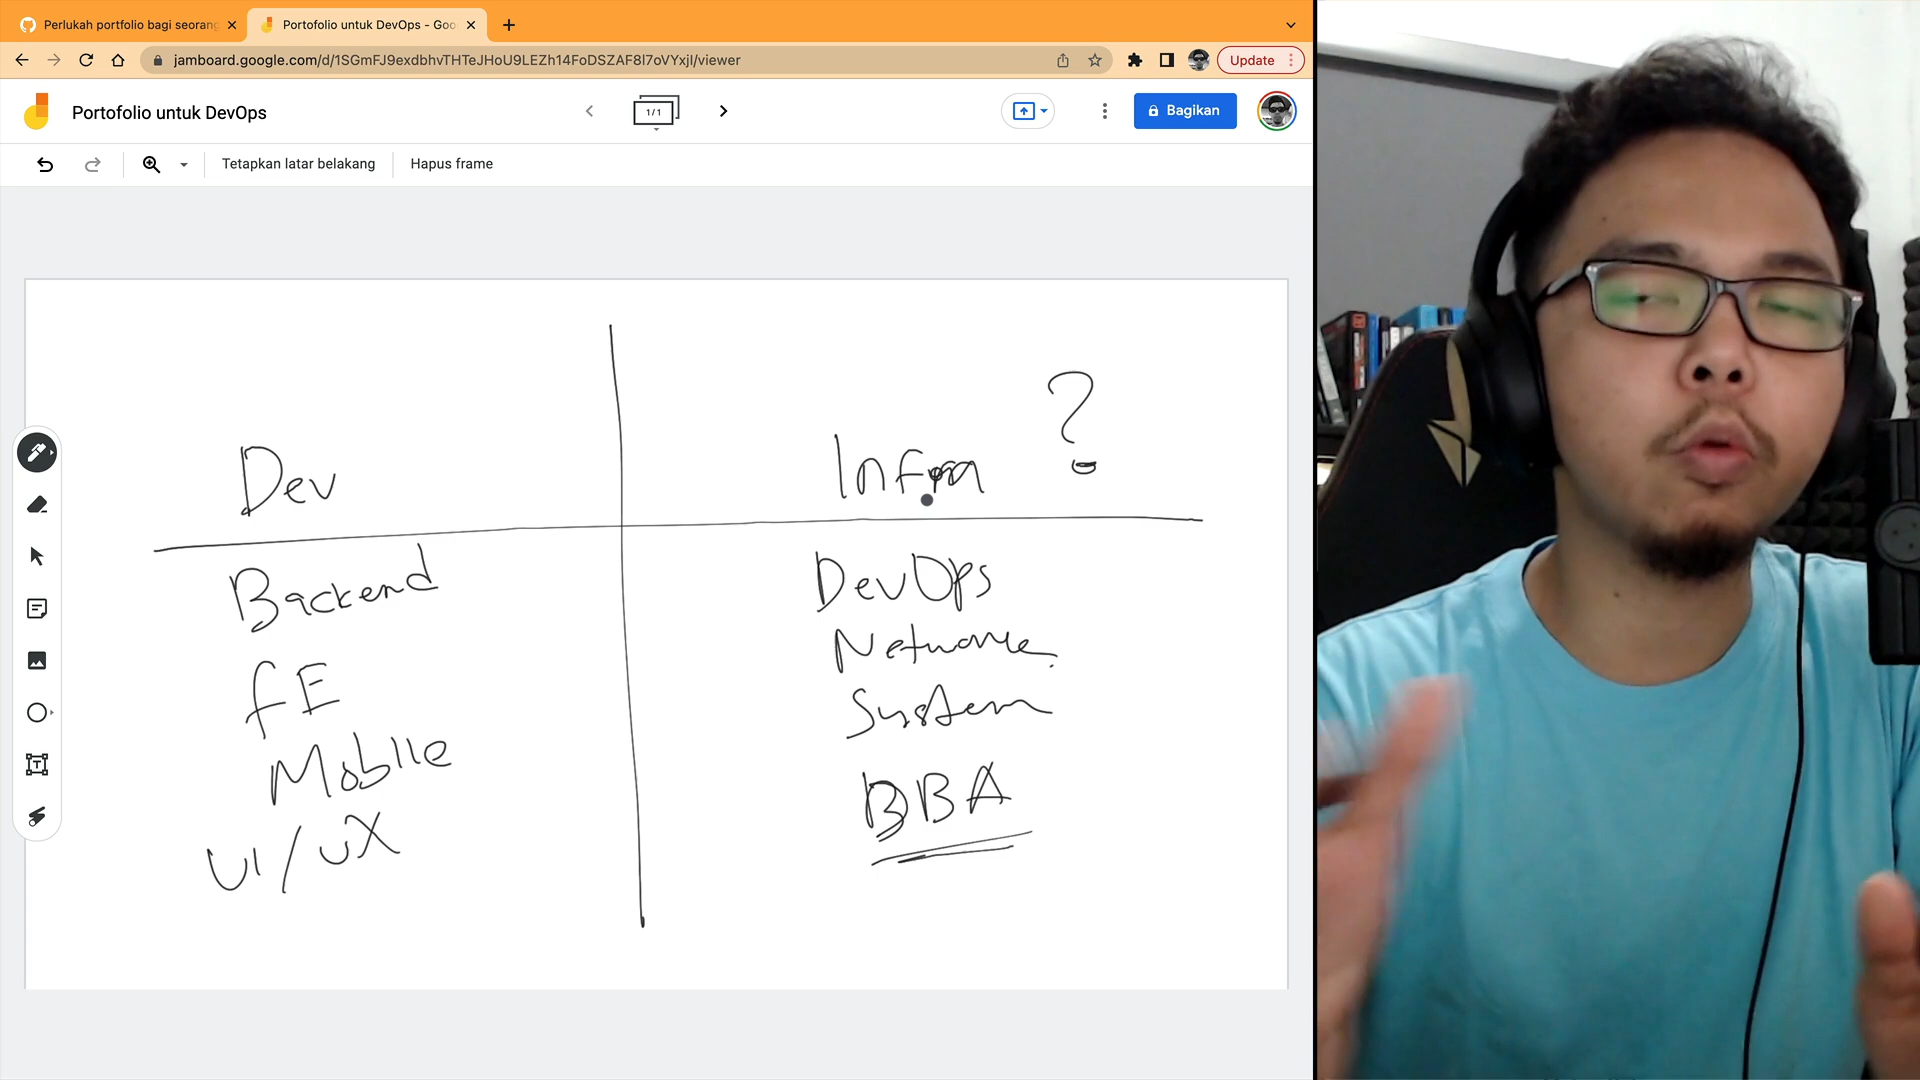 Perlukah portfolio bagi seorang
Portofolio untuk DevOps - Goo
jamboard.google.com/d/1SGmFJ9exdbhvTHTeJHoU9LEZh14FoDSZAF8l7oVYxjI/viewer
Update
Portofolio untuk DevOps
1/1
Bagikan
Tetapkan latar belakang
Hapus frame
?
Dev
Infra
Backend
DevOps
Network
FE
System
Mobile
DBA
UI/UX